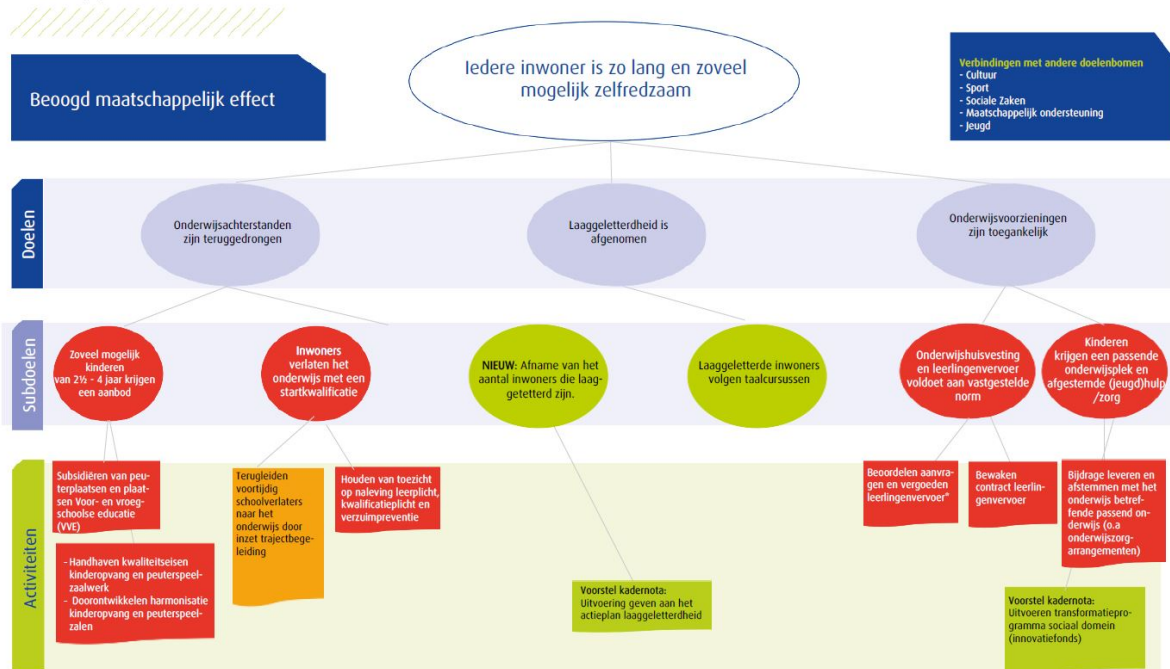 Beoogd maatschappelijk effect
Iedere inwoner is zo lang en zoveel
mogelijk zelfredzaam
Verbindingen met andere doelenbomen
- Cultuur
- Sport
- Sociale Zaken
- Maatschappelijk ondersteuning
- Jeugd
Doelen
Onderwijsachterstanden
zijn teruggedrongen
Laaggeletterdheid is
afgenomen
Onderwijsvoorzieningen
zijn toegankelijk
Subdoelen
Zoveel mogelijk
kinderen
van 2½ - 4 jaar krijgen
een aanbod
Inwoners
verlaten het
onderwijs met een
startkwalificatie
NIEUW: Afname van het
aantal inwoners die laag-
getetterd zijn.
Laaggeletterde inwoners
volgen taalcursussen
Onderwijshuisvesting
en leerlingenvervoer
voldoet aan vastgestelde
norm
Kinderen
krijgen een passende
onderwijsplek en
afgestemde (jeugd)hulp
/zorg
Activiteiten
Subsidiëren van peu-
terplaatsen en plaat-
sen Voor- en vroeg-
schoolse educatie
(VVE)
- Handhaven kwaliteitseisen
kinderopvang en peuterspeel-
zaalwerk
- Doorontwikkelen harmonisatie
kinderopvang en peuterspeel-
zalen
Terugleiden
voortijdig
schoolverlaters
naar het
onderwijs door
inzet trajectbege-
leiding
Houden van toezicht
op naleving leerplicht,
kwalificatieplicht en
verzuimpreventie
Voorstel kadernota:
Uitvoering geven aan het
actieplan laaggeletterdheid
Beoordelen aanvra-
gen en vergoeden
leerlingenvervoer*
Bewaken
contract leerlin-
genvervoer
Bijdrage leveren en
afstemmen met het
onderwijs betref-
fende passend on-
derwijs (o.a
onderwijszorg-
arrangementen)
Voorstel kadernota:
Uitvoeren transformatiepro-
gramma sociaal domein
(innovatiefonds)